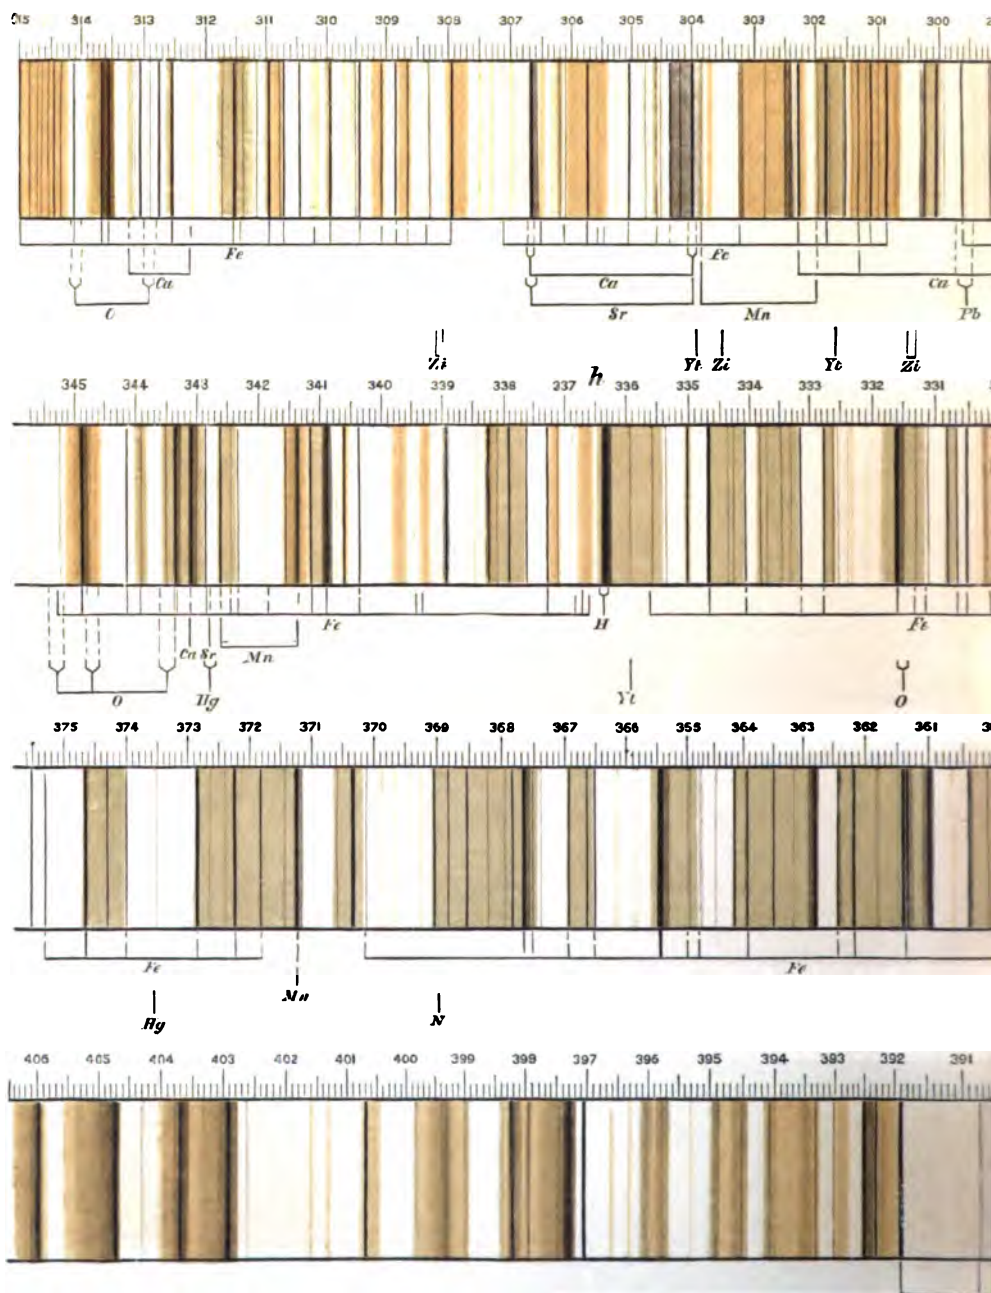 315 314 313 312 311 310 309 308 307 306 305 304 303 302 301 300
Fe Fe
Ca Ca Ca
O Sr Mn Pb
Zi Yt Zi Yt Zi
h
345 344 343 342 341 340 339 338 337 336 335 334 333 332 331 330
Fe H Fe
Ca Sr Mn
O Hg Yt O
375 374 373 372 371 370 369 368 367 366 355 364 363 362 361
Fe Fe
Mn
Hg N
406 405 404 403 402 401 400 399 398 397 396 395 394 393 392 391